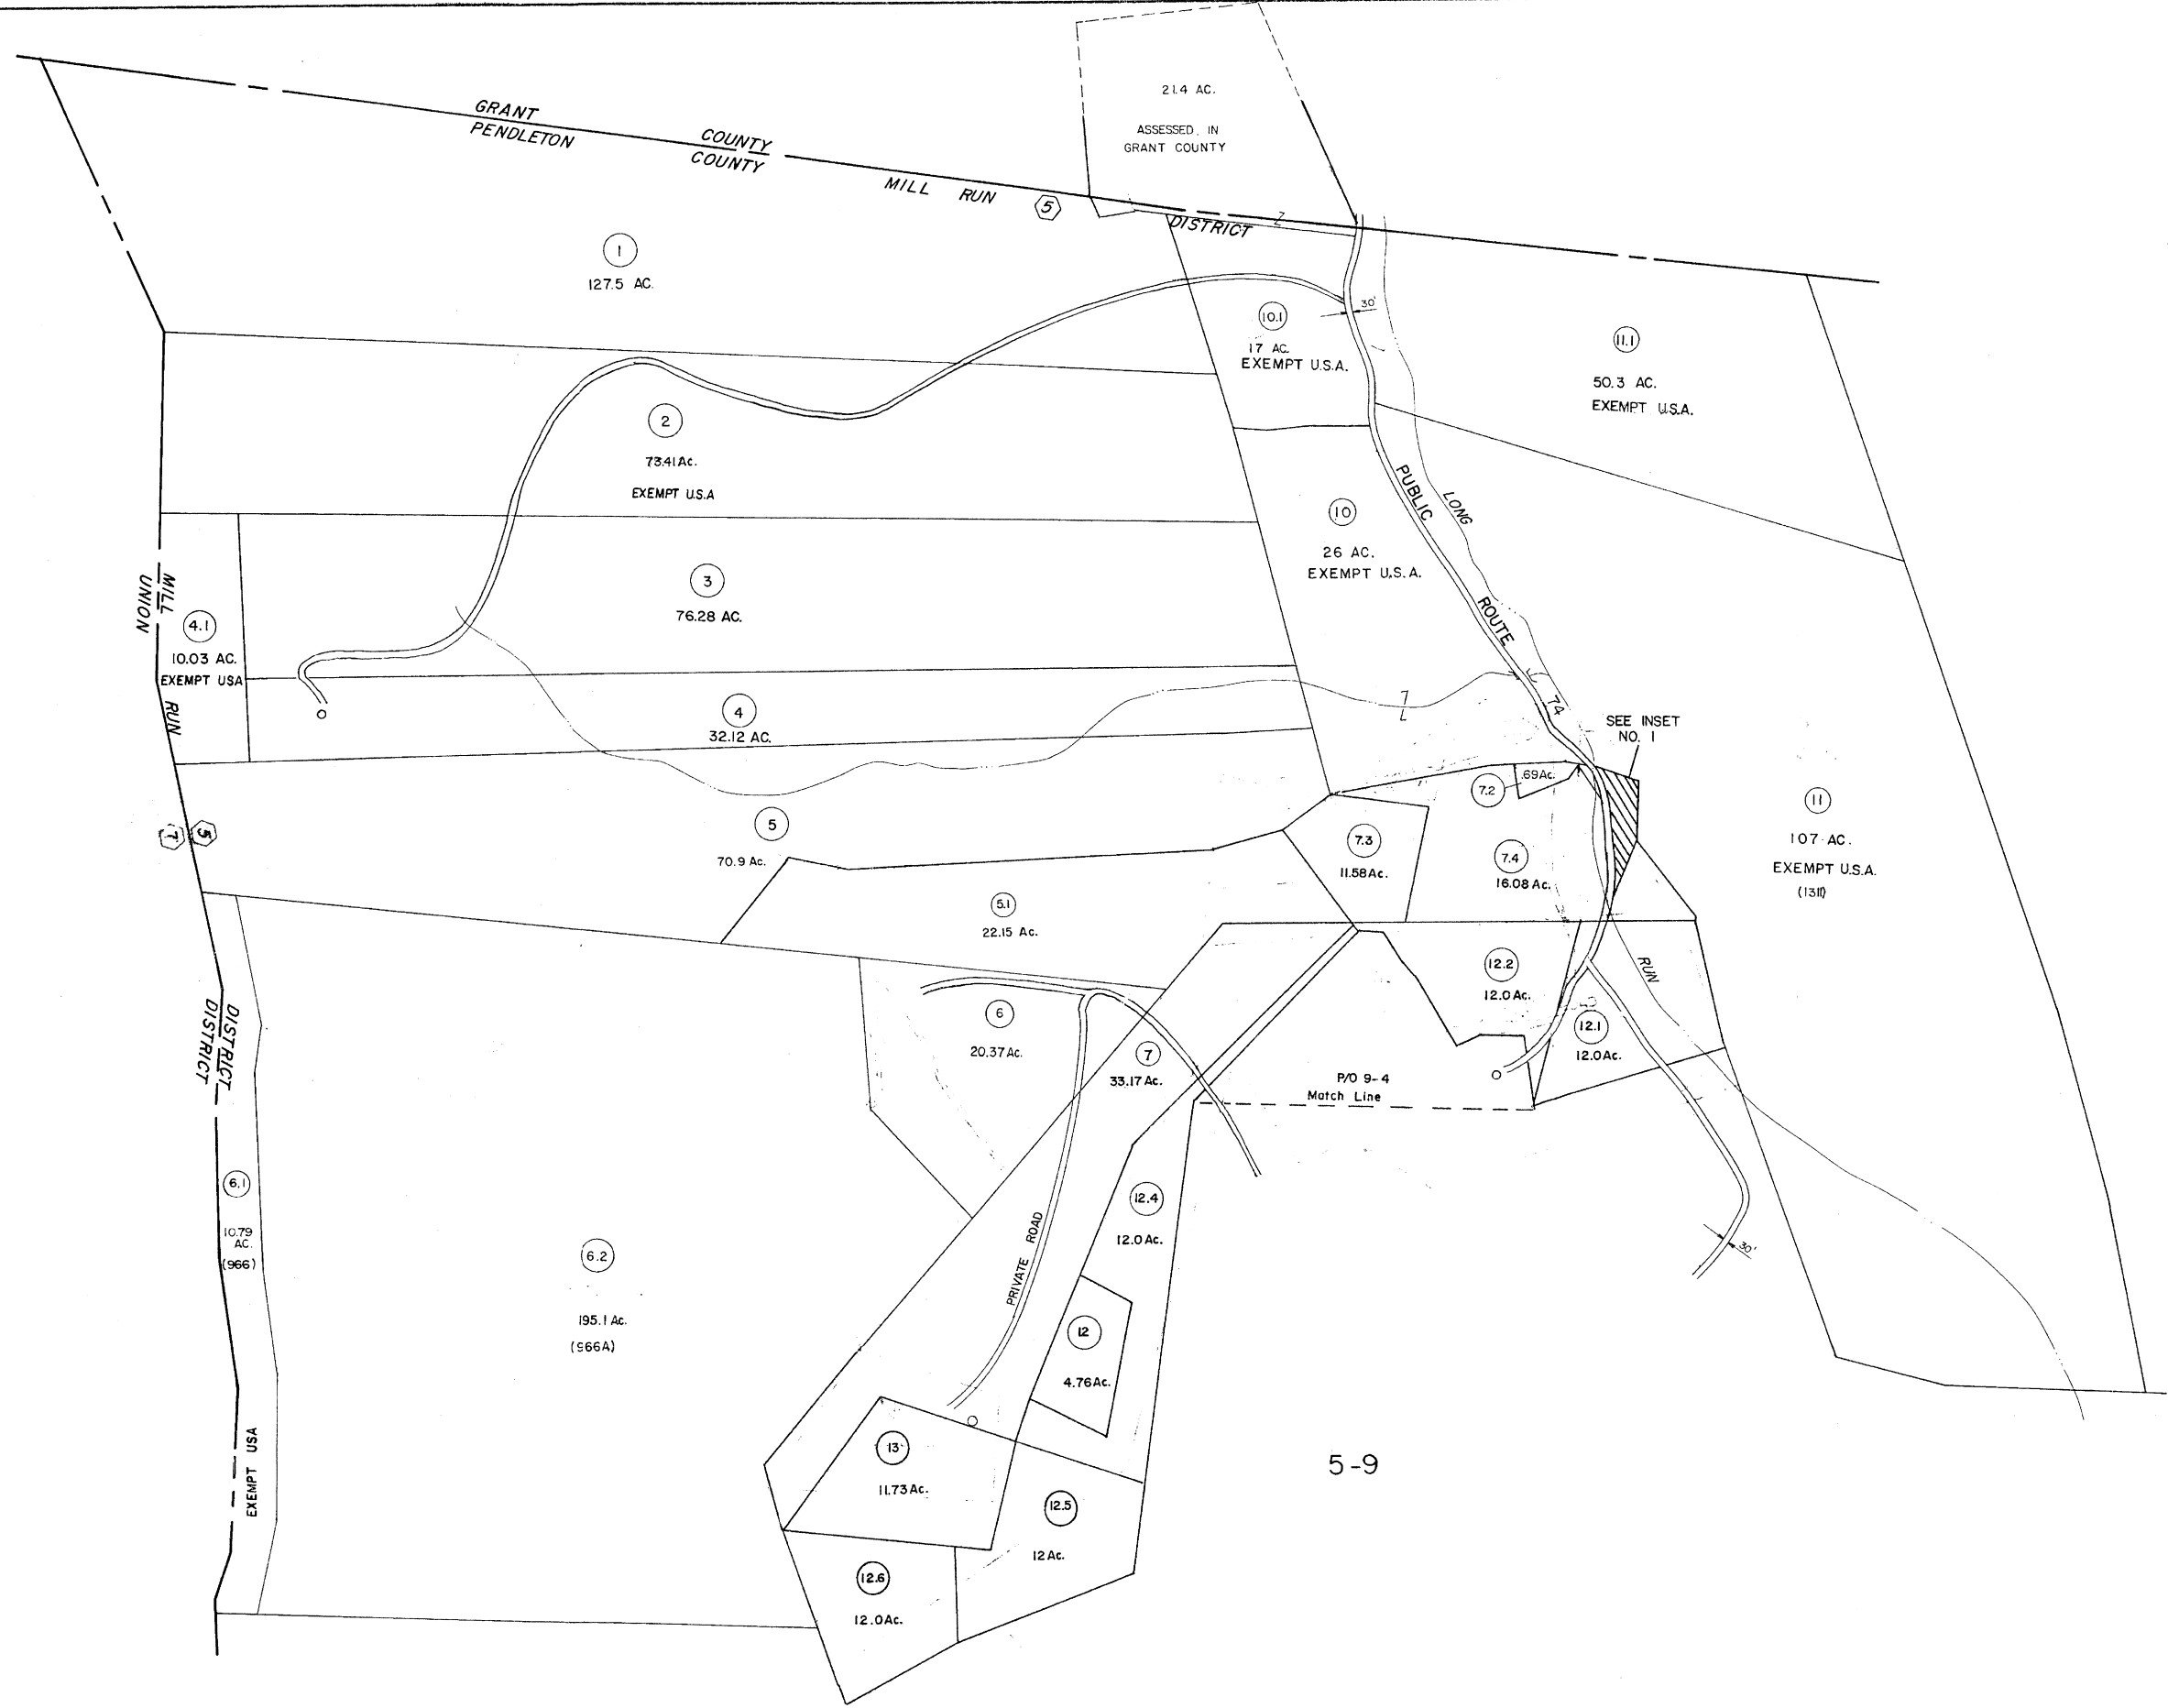 21.4 AC.
ASSESSED. IN
GRANT COUNTY
GRANT COUNTY
PENDLETON COUNTY
MILL RUN 5 DISTRICT
1
127.5 AC.
10.1
17 AC.
EXEMPT U.S.A.
30'
11.1
50.3 AC.
EXEMPT U.S.A.
2
73.41 Ac.
EXEMPT U.S.A
PUBLIC ROUTE 74
LONG RUN
10
26 AC.
EXEMPT U.S.A.
3
76.28 AC.
MILL RUN DISTRICT
UNION DISTRICT
4.1
10.03 AC.
EXEMPT USA
4
32.12 AC.
SEE INSET
NO. 1
7.2
.69 Ac.
11
107 AC.
EXEMPT U.S.A.
(1311)
7 5
5
70.9 Ac.
7.3
11.58 Ac.
7.4
16.08 Ac.
5.1
22.15 Ac.
12.2
12.0 Ac.
6
20.37 Ac.
7
33.17 Ac.
12.1
12.0 Ac.
P/O 9-4
Match Line
6.1
10.79
AC.
(966)
EXEMPT USA
6.2
195.1 Ac.
(966A)
PRIVATE ROAD
12.4
12.0 Ac.
30'
12
4.76 Ac.
13
11.73 Ac.
5-9
12.5
12 Ac.
12.6
12.0 Ac.